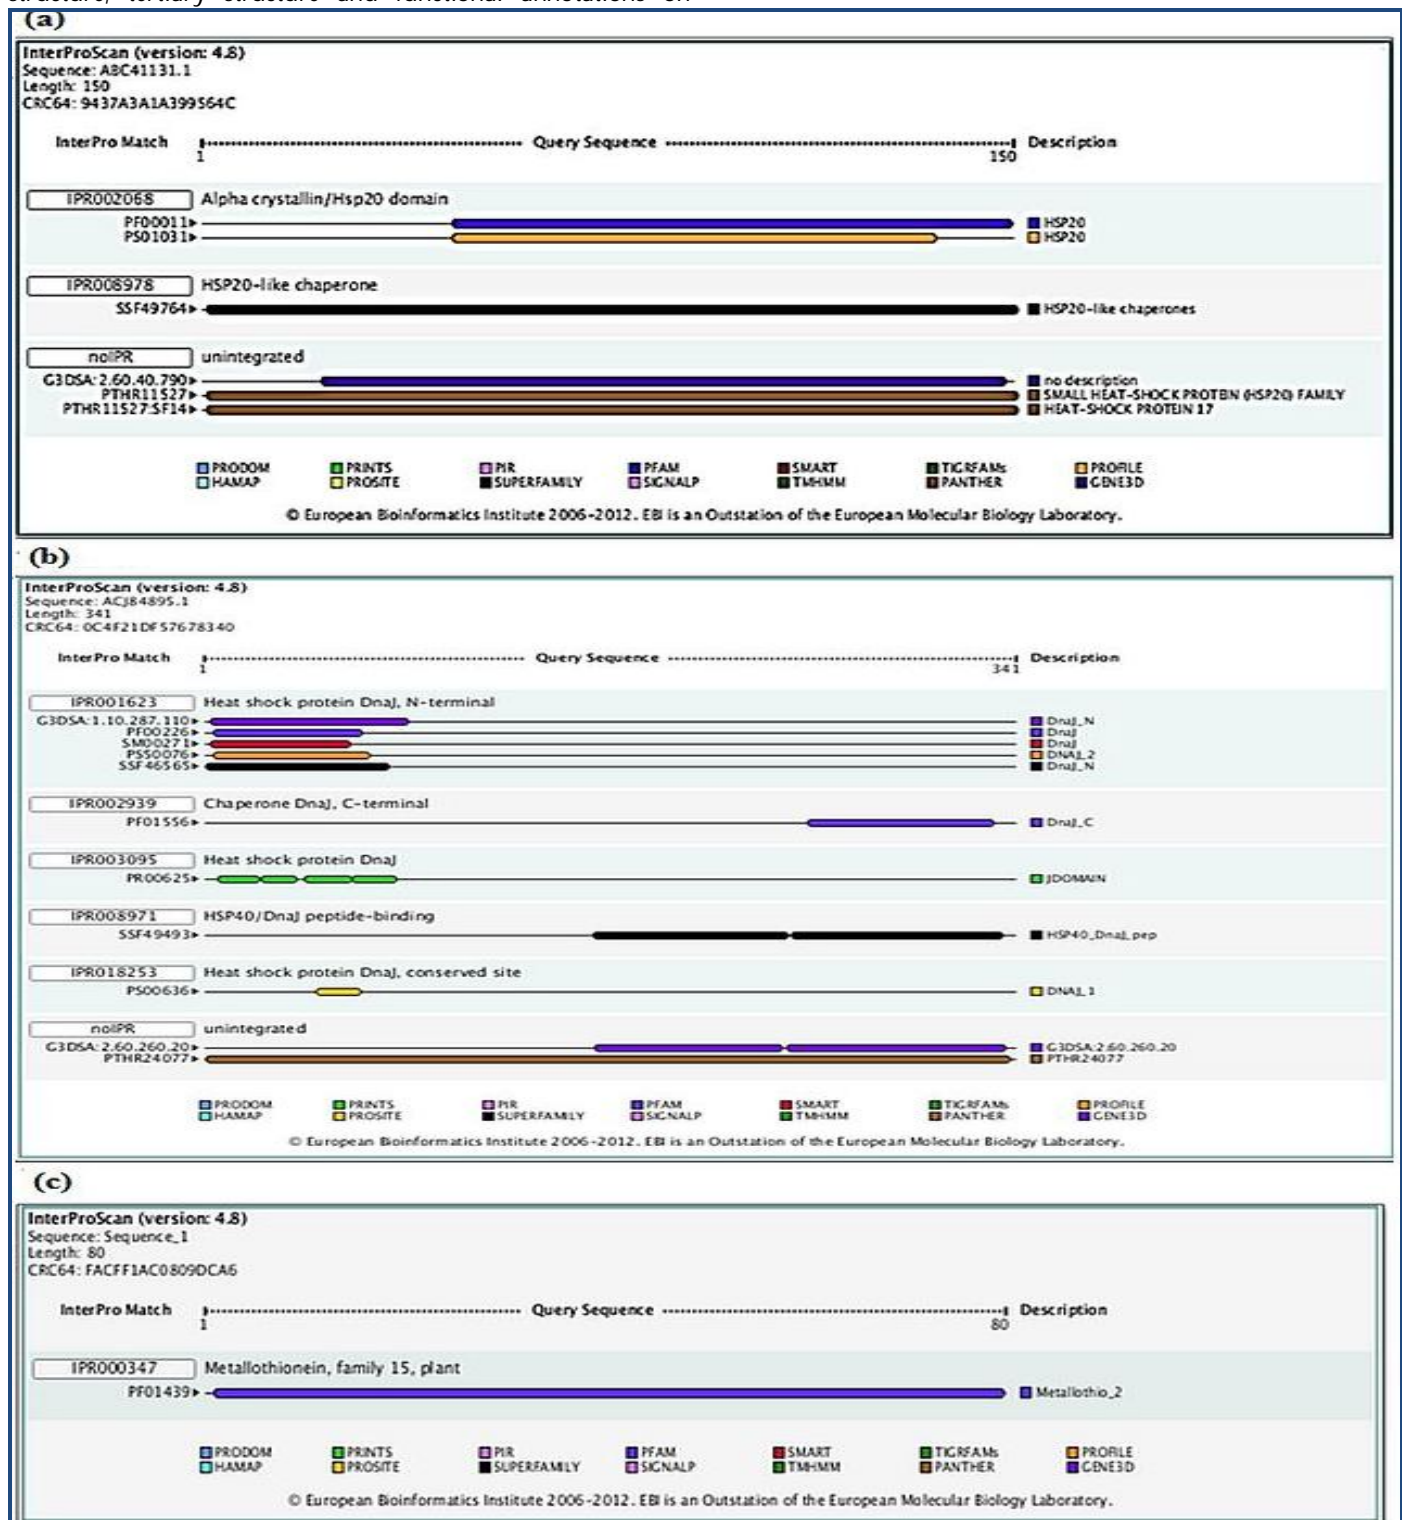 structure, tertiary structure and functional annotations on
(a)
InterProScan (version: 4.8)
Sequence: ABC41131.1
Length: 150
CRC64: 9437A3A1A399564C
InterPro Match Query Sequence Description
1 150
IPR002068 Alpha crystallin/Hsp20 domain
PF00011 HSP20
PS01031 HSP20
IPR008978 HSP20-like chaperone
SSF49764 HSP20-like chaperones
noIPR unintegrated
G3DSA:2.60.40.790 no description
PTHR11527 SMALL HEAT-SHOCK PROTEIN (HSP20) FAMILY
PTHR11527:SF14 HEAT-SHOCK PROTEIN 17
PRODOM PRINTS PIR PFAM SMART TIGRFAMs PROFILE
HAMAP PROSITE SUPERFAMILY SIGNALP TMHMM PANTHER GENE3D
© European Bioinformatics Institute 2006-2012. EBI is an Outstation of the European Molecular Biology Laboratory.
(b)
InterProScan (version: 4.8)
Sequence: ACJ84895.1
Length: 341
CRC64: 0C4F21DF57678340
InterPro Match Query Sequence Description
1 341
IPR001623 Heat shock protein DnaJ, N-terminal
G3DSA:1.10.287.110 DnaJ_N
PF00226 DnaJ
SM00271 DnaJ
PS50076 DNAJ_2
SSF46565 DnaJ_N
IPR002939 Chaperone DnaJ, C-terminal
PF01556 DnaJ_C
IPR003095 Heat shock protein DnaJ
PR00625 JDOMAIN
IPR008971 HSP40/DnaJ peptide-binding
SSF49493 HSP40_DnaJ_pep
IPR018253 Heat shock protein DnaJ, conserved site
PS00636 DNAJ_1
noIPR unintegrated
G3DSA:2.60.260.20 G3DSA:2.60.260.20
PTHR24077 PTHR24077
PRODOM PRINTS PIR PFAM SMART TIGRFAMs PROFILE
HAMAP PROSITE SUPERFAMILY SIGNALP TMHMM PANTHER GENE3D
© European Bioinformatics Institute 2006-2012. EBI is an Outstation of the European Molecular Biology Laboratory.
(c)
InterProScan (version: 4.8)
Sequence: Sequence_1
Length: 80
CRC64: FACFF1AC0809DCA6
InterPro Match Query Sequence Description
1 80
IPR000347 Metallothionein, family 15, plant
PF01439 Metallothio_2
PRODOM PRINTS PIR PFAM SMART TIGRFAMs PROFILE
HAMAP PROSITE SUPERFAMILY SIGNALP TMHMM PANTHER GENE3D
© European Bioinformatics Institute 2006-2012. EBI is an Outstation of the European Molecular Biology Laboratory.